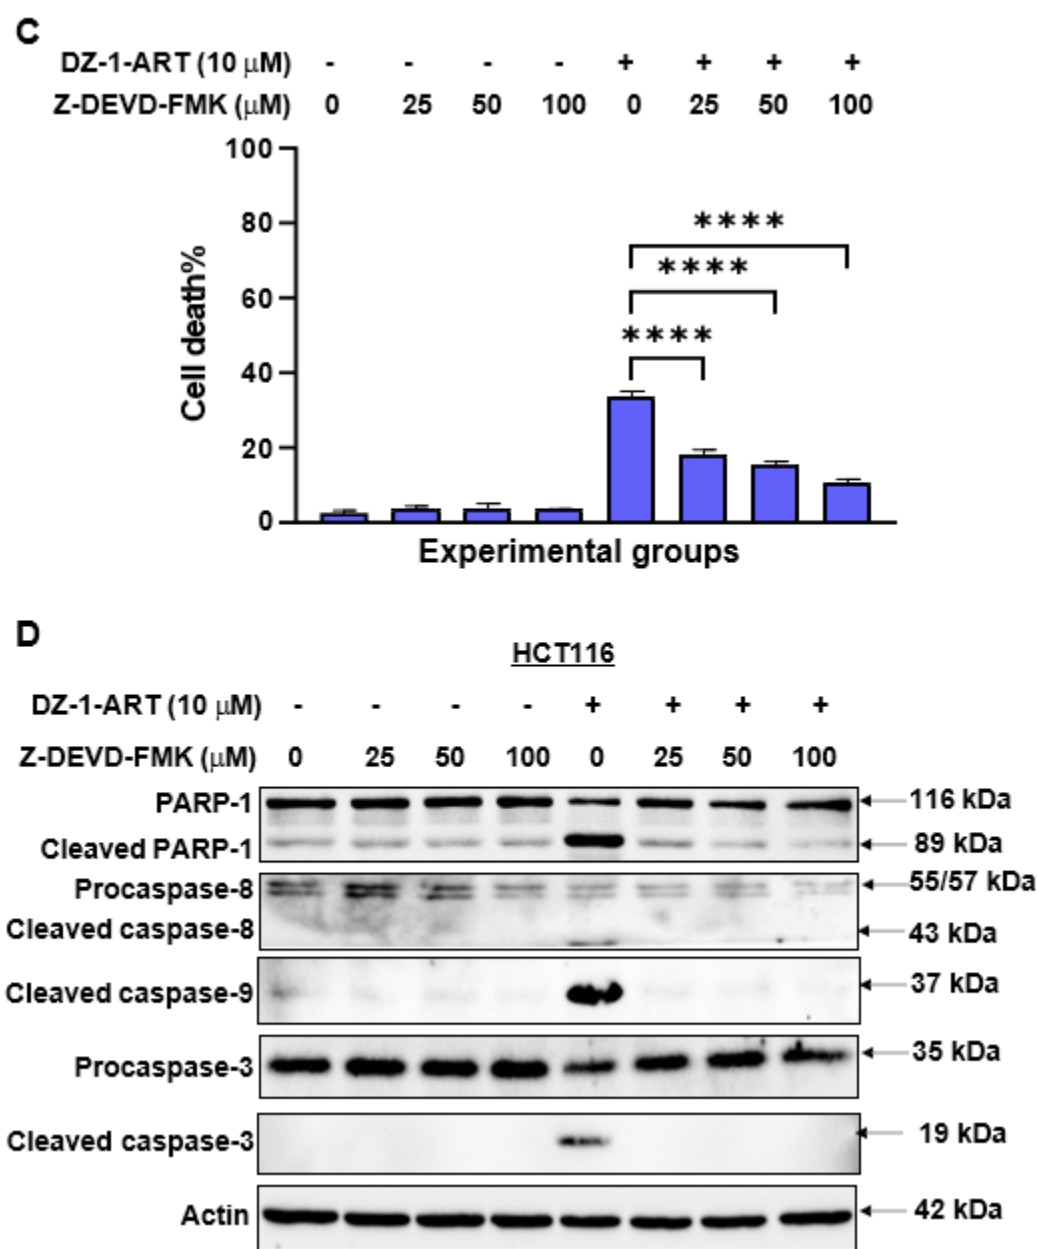 C
DZ-1-ART (10 μM) - - - - + + + +
Z-DEVD-FMK (μM) 0 25 50 100 0 25 50 100
100
80
60
40
20
0
Cell death%
****
****
****
Experimental groups
D
HCT116
DZ-1-ART (10 μM) - - - - + + + +
Z-DEVD-FMK (μM) 0 25 50 100 0 25 50 100
PARP-1 116 kDa
Cleaved PARP-1 89 kDa
Procaspase-8 55/57 kDa
Cleaved caspase-8 43 kDa
Cleaved caspase-9 37 kDa
Procaspase-3 35 kDa
Cleaved caspase-3 19 kDa
Actin 42 kDa